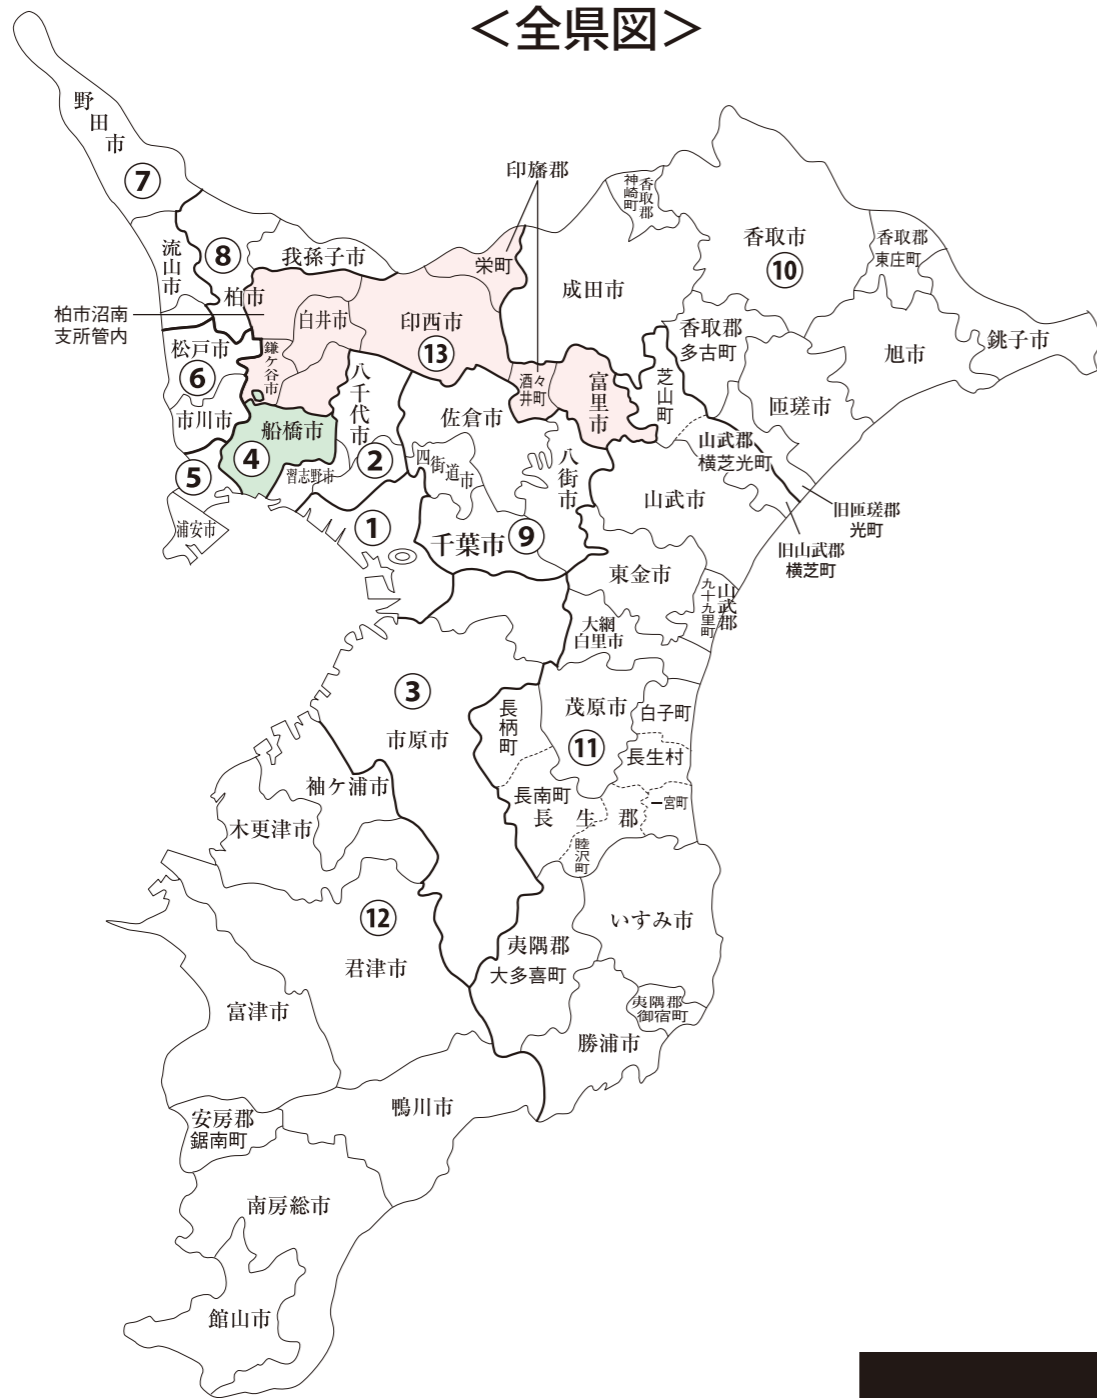 ＜全県図＞
野田市
⑦
印旛郡
香取郡
神崎町
香取市
⑩
香取郡
東庄町
流山市
⑧
我孫子市
栄町
成田市
柏市
柏市沼南
支所管内
白井市
印西市
⑬
香取郡
多古町
旭市
銚子市
松戸市
⑥
鎌ヶ谷市
八千代市
酒々井町
富里市
芝山町
匝瑳市
市川市
船橋市
④
佐倉市
②
四街道市
八街市
山武郡
横芝光町
⑤
習志野市
山武市
旧匝瑳郡
光町
浦安市
①
千葉市
⑨
旧山武郡
横芝町
東金市
山武郡
九十九里町
大網
白里市
③
市原市
長柄町
茂原市
⑪
白子町
長生村
袖ケ浦市
長南町
一宮町
長生郡
木更津市
睦沢町
⑫
君津市
いすみ市
夷隅郡
大多喜町
富津市
夷隅郡
御宿町
勝浦市
鴨川市
安房郡
鋸南町
南房総市
館山市